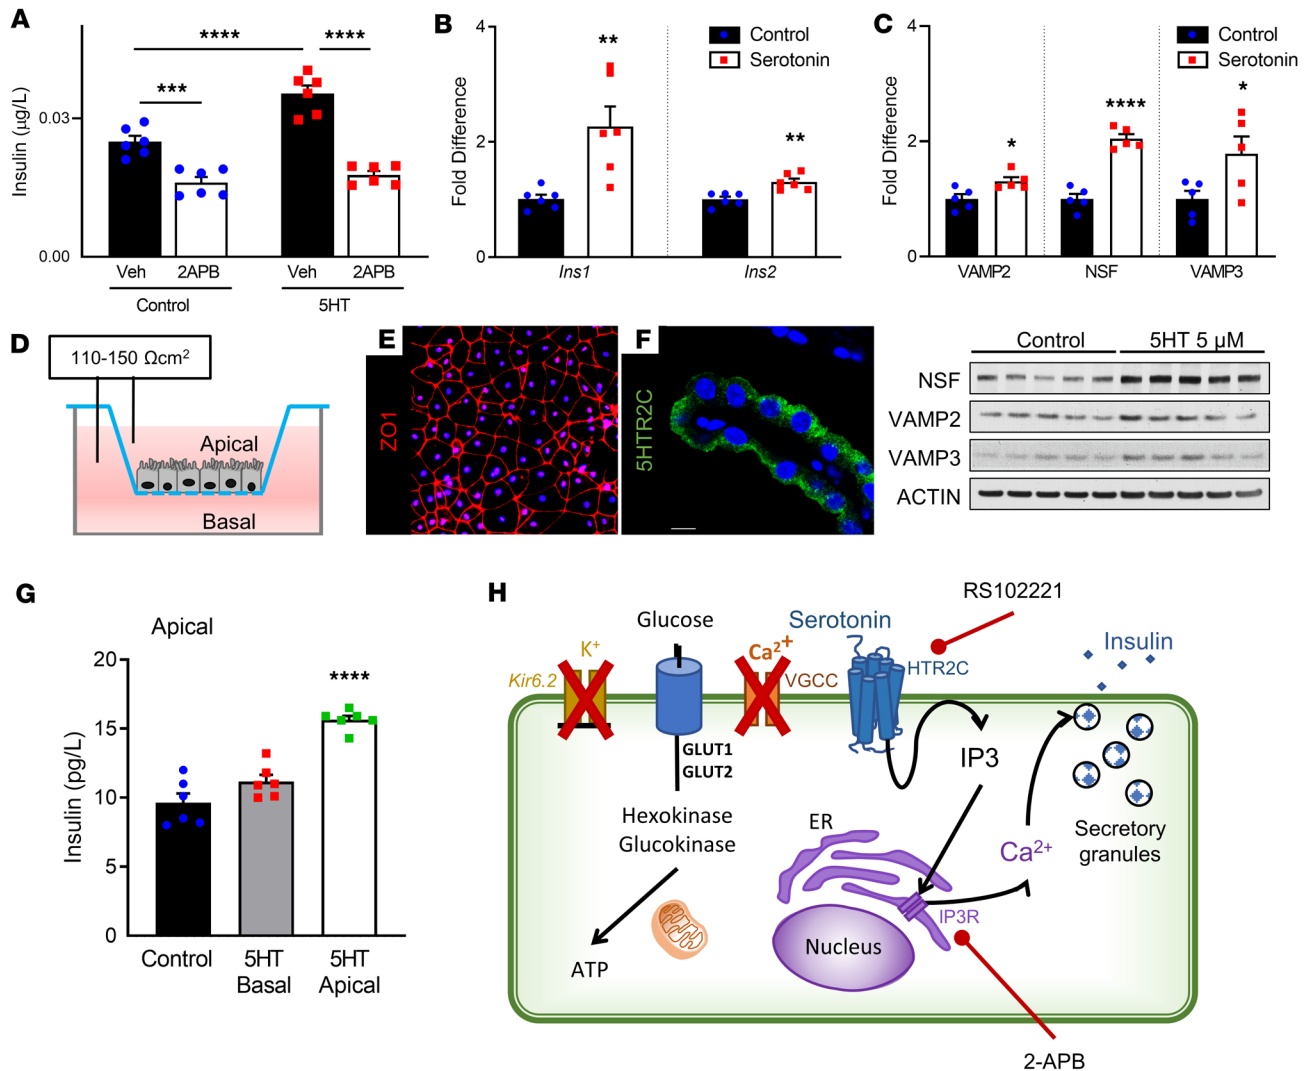 A
Insulin (µg/L)
0.03
0.00
****
****
***
Veh
2APB
Veh
2APB
Control
5HT
B
Fold Difference
4
2
0
**
**
Control
Serotonin
Ins1
Ins2
C
Fold Difference
4
2
0
Control
Serotonin
*
****
*
VAMP2
NSF
VAMP3
D
110-150 Ωcm²
Apical
Basal
E
ZO1
F
5HTR2C
Control
5HT 5 µM
NSF
VAMP2
VAMP3
ACTIN
G
Apical
Insulin (pg/L)
20
15
10
5
0
****
Control
5HT
Basal
5HT
Apical
H
RS102221
Glucose
Serotonin
Insulin
K⁺
Ca²⁺
Kir6.2
VGCC
HTR2C
GLUT1
GLUT2
IP3
Hexokinase
Glucokinase
ER
Ca²⁺
Secretory
granules
IP3R
Nucleus
ATP
2-APB